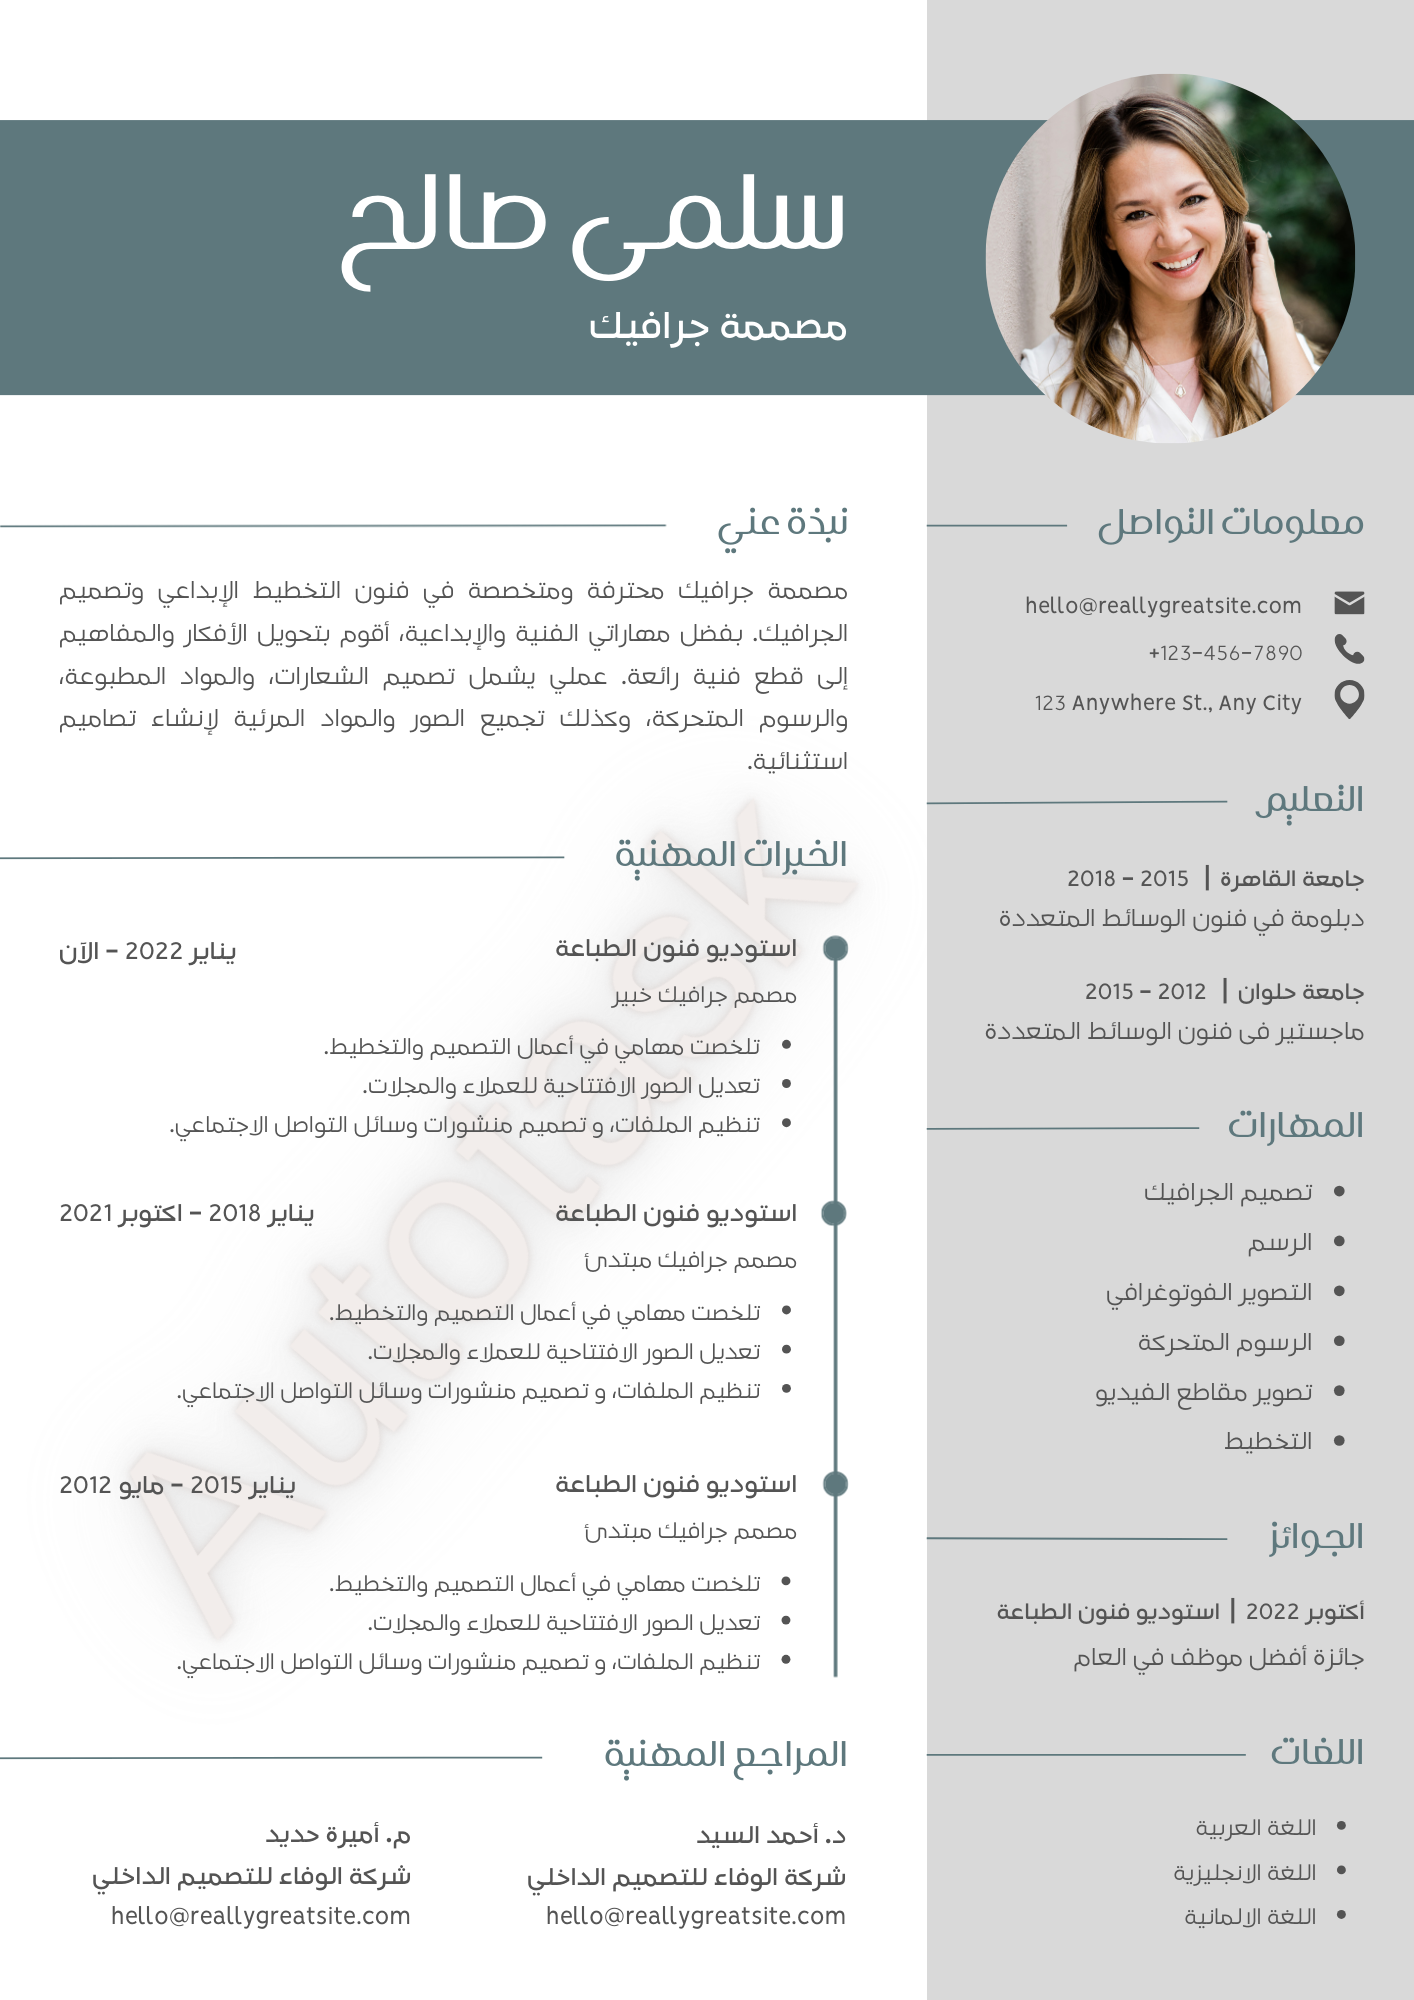 سلمى صالح
مصممة جرافيك
نبذة عني
مصممة جرافيك محترفة ومتخصصة في فنون التخطيط الإبداعي وتصميم
الجرافيك. بفضل مهاراتي الفنية والإبداعية، أقوم بتحويل الأفكار والمفاهيم
إلى قطع فنية رائعة. عملي يشمل تصميم الشعارات، والمواد المطبوعة،
والرسوم المتحركة، وكذلك تجميع الصور والمواد المرئية لإنشاء تصاميم
استثنائية.
الخبرات المهنية
استوديو فنون الطباعة يناير 2022 - الآن
مصمم جرافيك خبير
• تلخصت مهامي في أعمال التصميم والتخطيط.
• تعديل الصور الافتتاحية للعملاء والمجلات.
• تنظيم الملفات، و تصميم منشورات وسائل التواصل الاجتماعي.
استوديو فنون الطباعة يناير 2018 - اكتوبر 2021
مصمم جرافيك مبتدئ
• تلخصت مهامي في أعمال التصميم والتخطيط.
• تعديل الصور الافتتاحية للعملاء والمجلات.
• تنظيم الملفات، و تصميم منشورات وسائل التواصل الاجتماعي.
استوديو فنون الطباعة يناير 2015 - مايو 2012
مصمم جرافيك مبتدئ
• تلخصت مهامي في أعمال التصميم والتخطيط.
• تعديل الصور الافتتاحية للعملاء والمجلات.
• تنظيم الملفات، و تصميم منشورات وسائل التواصل الاجتماعي.
المراجع المهنية
د. أحمد السيد
شركة الوفاء للتصميم الداخلي
hello@reallygreatsite.com
م. أميرة حديد
شركة الوفاء للتصميم الداخلي
hello@reallygreatsite.com
معلومات التواصل
hello@reallygreatsite.com
+123-456-7890
123 Anywhere St., Any City
التعليم
جامعة القاهرة | 2015 - 2018
دبلومة في فنون الوسائط المتعددة
جامعة حلوان | 2012 - 2015
ماجستير فى فنون الوسائط المتعددة
المهارات
• تصميم الجرافيك
• الرسم
• التصوير الفوتوغرافي
• الرسوم المتحركة
• تصوير مقاطع الفيديو
• التخطيط
الجوائز
أكتوبر 2022 | استوديو فنون الطباعة
جائزة أفضل موظف في العام
اللغات
• اللغة العربية
• اللغة الانجليزية
• اللغة الالمانية
Autotask